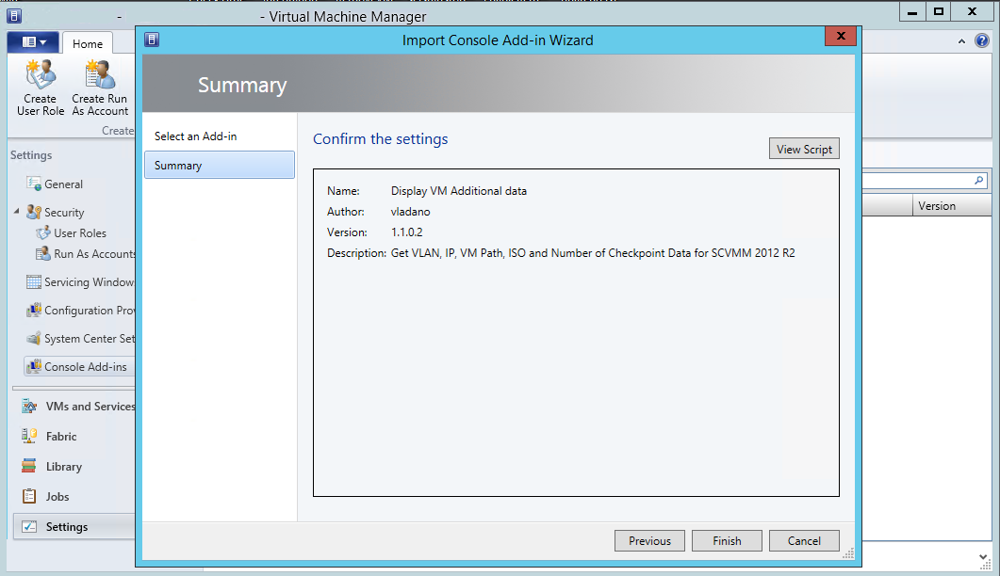 - - Virtual Machine Manager
Home
Create
User Role
Create Run
As Account
Create
Settings
General
Security
User Roles
Run As Accounts
Servicing Window
Configuration Pro
System Center Set
Console Add-ins
VMs and Services
Fabric
Library
Jobs
Settings
Import Console Add-in Wizard
Summary
Select an Add-in
Summary
Confirm the settings
View Script
Name: Display VM Additional data
Author: vladano
Version: 1.1.0.2
Description: Get VLAN, IP, VM Path, ISO and Number of Checkpoint Data for SCVMM 2012 R2
Previous
Finish
Cancel
Version